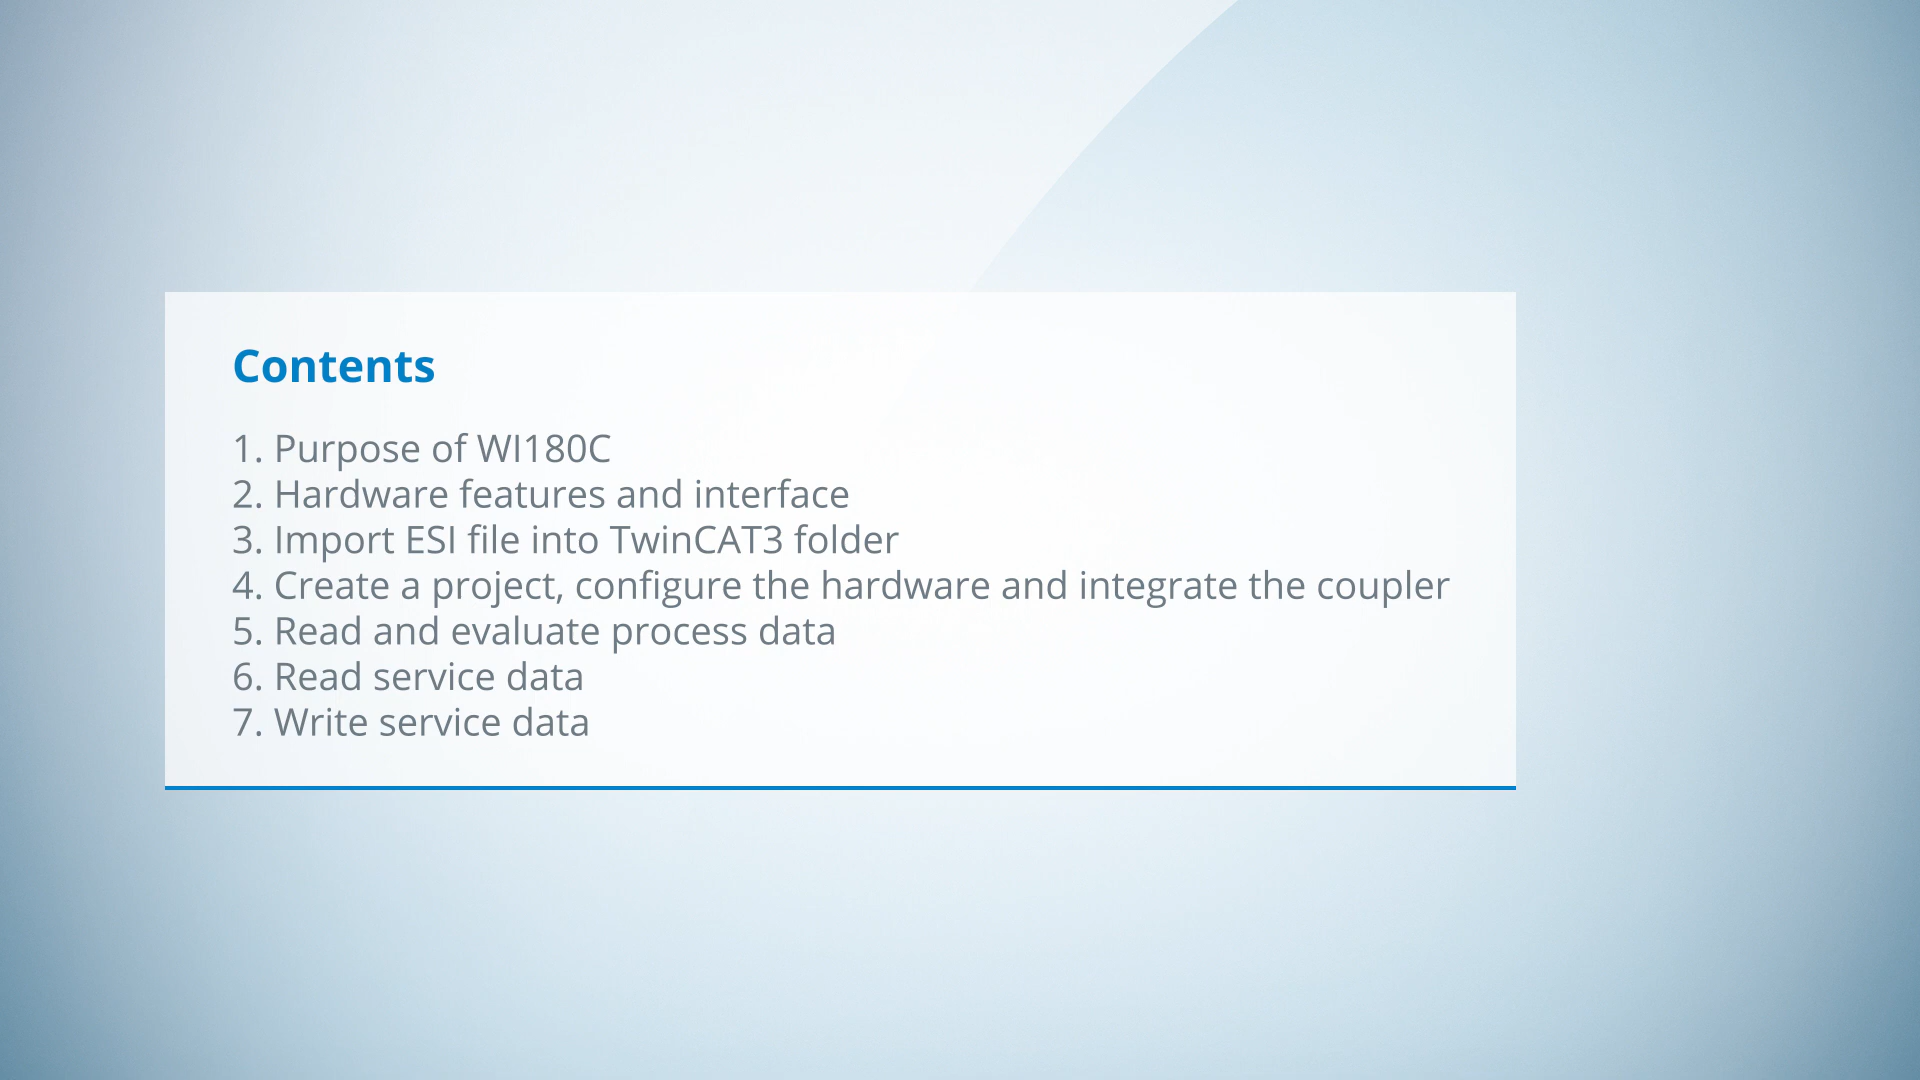 Contents
1. Purpose of WI180C
2. Hardware features and interface
3. Import ESI file into TwinCAT3 folder
4. Create a project, configure the hardware and integrate the coupler
5. Read and evaluate process data
6. Read service data
7. Write service data